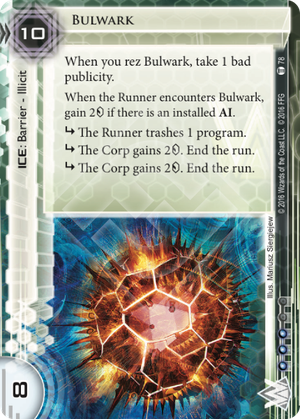 10
BULWARK
ICE: Barrier - Illicit
When you rez Bulwark, take 1 bad
publicity.
When the Runner encounters Bulwark,
gain 2 if there is an installed AI.
↳ The Runner trashes 1 program.
↳ The Corp gains 2. End the run.
↳ The Corp gains 2. End the run.
78
© 2016 Wizards of the Coast LLC. © 2016 FFG
Illus. Mariusz Siergiejew
8